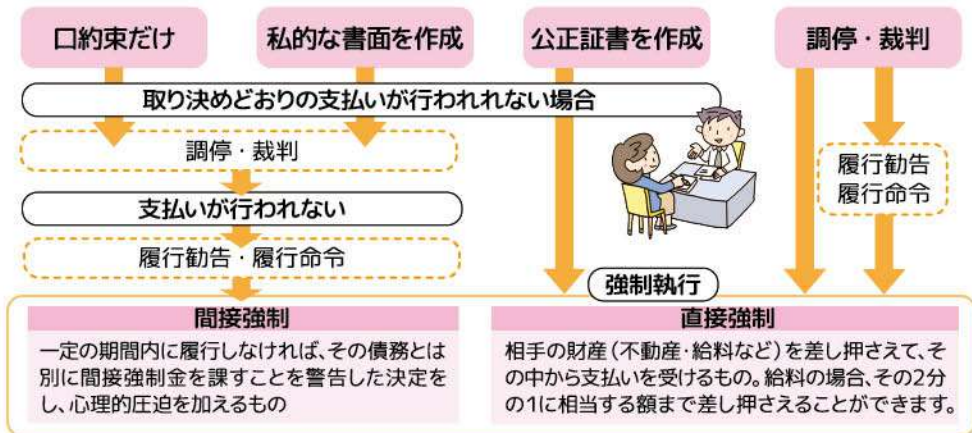 口約束だけ
私的な書面を作成
公正証書を作成
調停・裁判
取り決めどおりの支払いが行われれない場合
調停・裁判
履行勧告
履行命令
支払いが行われない
履行勧告・履行命令
強制執行
間接強制
一定の期間内に履行しなければ、その債務とは
別に間接強制金を課すことを警告した決定を
し、心理的圧迫を加えるもの
直接強制
相手の財産(不動産・給料など)を差し押さえて、そ
の中から支払いを受けるもの。給料の場合、その2分
の1に相当する額まで差し押さえることができます。